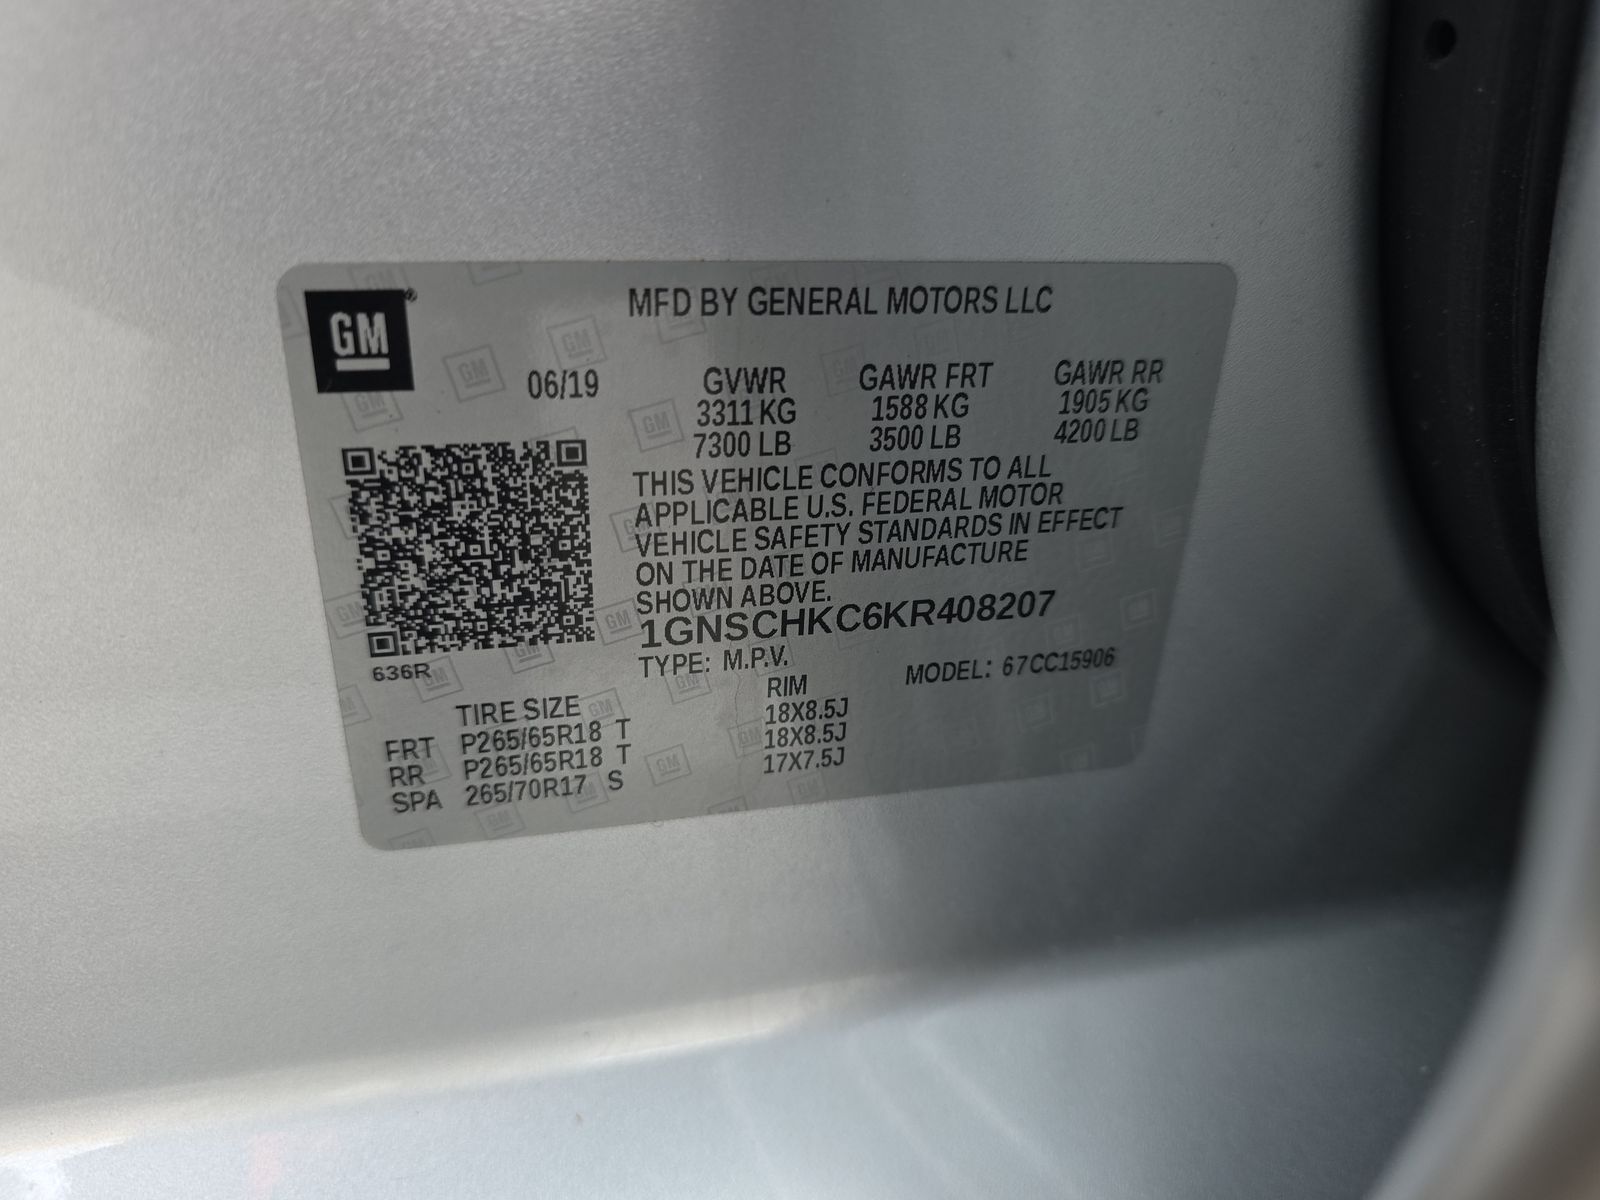 GM®
MFD BY GENERAL MOTORS LLC
06/19
GVWR GAWR FRT GAWR RR
3311 KG 1588 KG 1905 KG
7300 LB 3500 LB 4200 LB
THIS VEHICLE CONFORMS TO ALL
APPLICABLE U.S. FEDERAL MOTOR
VEHICLE SAFETY STANDARDS IN EFFECT
ON THE DATE OF MANUFACTURE
SHOWN ABOVE.
1GNSCHKC6KR408207
636R
TYPE: M.P.V. MODEL: 67CC15906
TIRE SIZE RIM
FRT P265/65R18 T 18X8.5J
RR P265/65R18 T 18X8.5J
SPA 265/70R17 S 17X7.5J